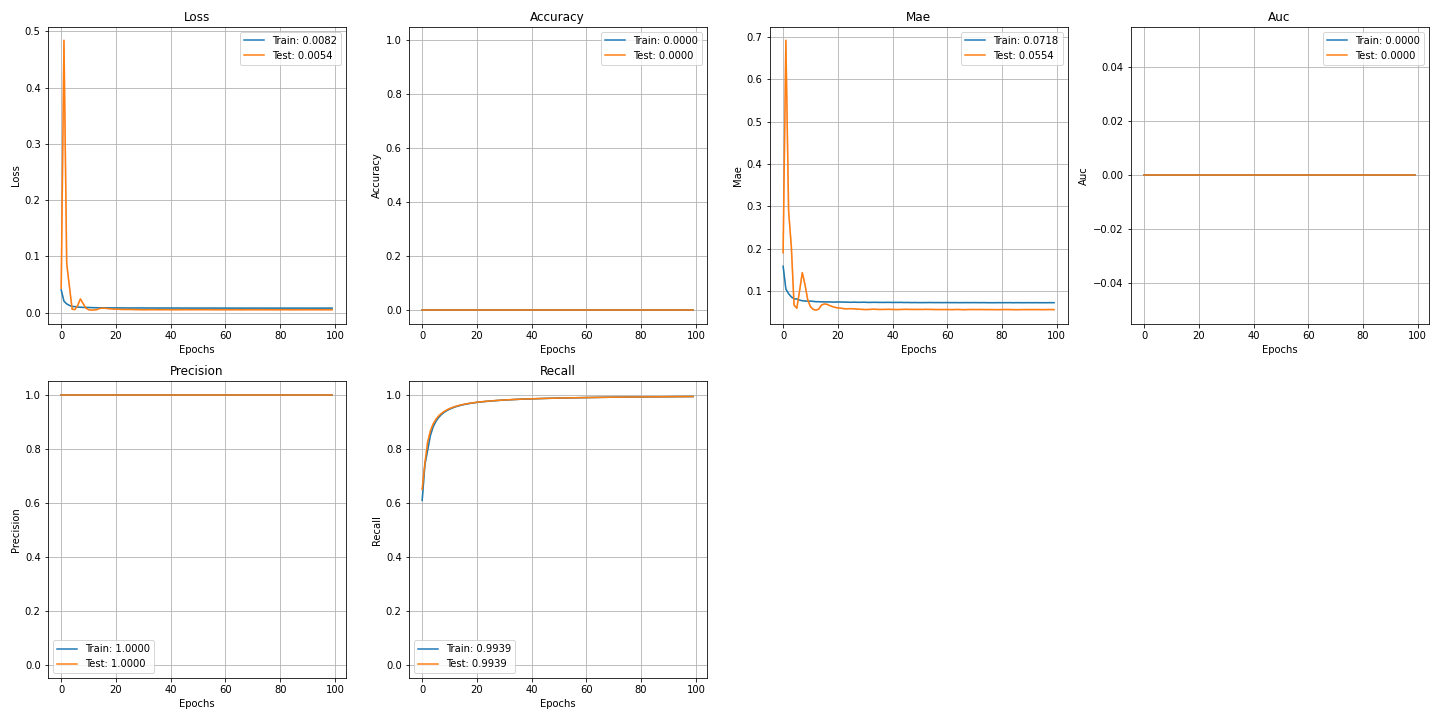 Loss
Train: 0.0082
Test: 0.0054
0.5
0.4
0.3
0.2
0.1
0.0
Loss
0 20 40 60 80 100
Epochs
Accuracy
Train: 0.0000
Test: 0.0000
1.0
0.8
0.6
0.4
0.2
0.0
Accuracy
0 20 40 60 80 100
Epochs
Mae
Train: 0.0718
Test: 0.0554
0.7
0.6
0.5
0.4
0.3
0.2
0.1
Mae
0 20 40 60 80 100
Epochs
Auc
Train: 0.0000
Test: 0.0000
0.04
0.02
0.00
−0.02
−0.04
Auc
0 20 40 60 80 100
Epochs
Precision
1.0
0.8
0.6
0.4
0.2
0.0
Precision
Train: 1.0000
Test: 1.0000
0 20 40 60 80 100
Epochs
Recall
1.0
0.8
0.6
0.4
0.2
0.0
Recall
Train: 0.9939
Test: 0.9939
0 20 40 60 80 100
Epochs